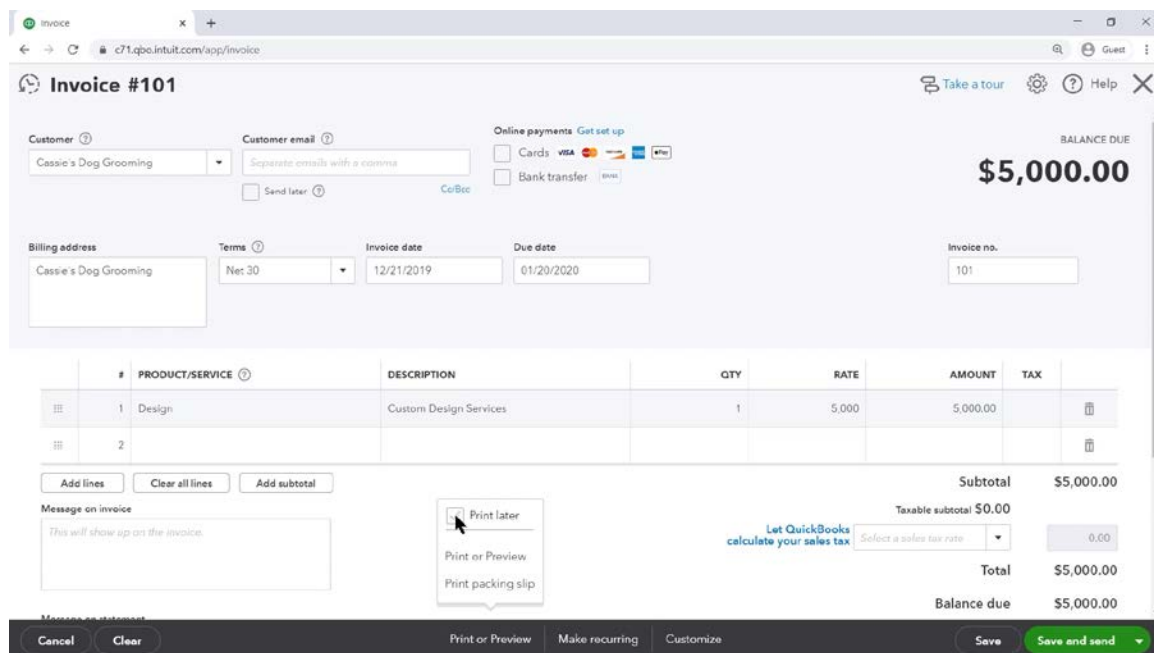 Invoice
c71.qbo.intuit.com/app/invoice
Guest
Invoice #101
Take a tour
Help
Customer
Customer email
Online payments Get set up
BALANCE DUE
Cassie's Dog Grooming
Separate emails with a comma
Cards VISA
$5,000.00
Send later
Cc/Bcc
Bank transfer
Billing address
Terms
Invoice date
Due date
Invoice no.
Cassie's Dog Grooming
Net 30
12/21/2019
01/20/2020
101
# PRODUCT/SERVICE DESCRIPTION QTY RATE AMOUNT TAX
1 Design Custom Design Services 1 5,000 5,000.00
2
Add lines
Clear all lines
Add subtotal
Subtotal $5,000.00
Message on invoice
This will show up on the invoice.
Print later
Print or Preview
Print packing slip
Taxable subtotal $0.00
Let QuickBooks
calculate your sales tax
Select a sales tax rate
0.00
Total $5,000.00
Balance due $5,000.00
Message on statement
Cancel
Clear
Print or Preview
Make recurring
Customize
Save
Save and send